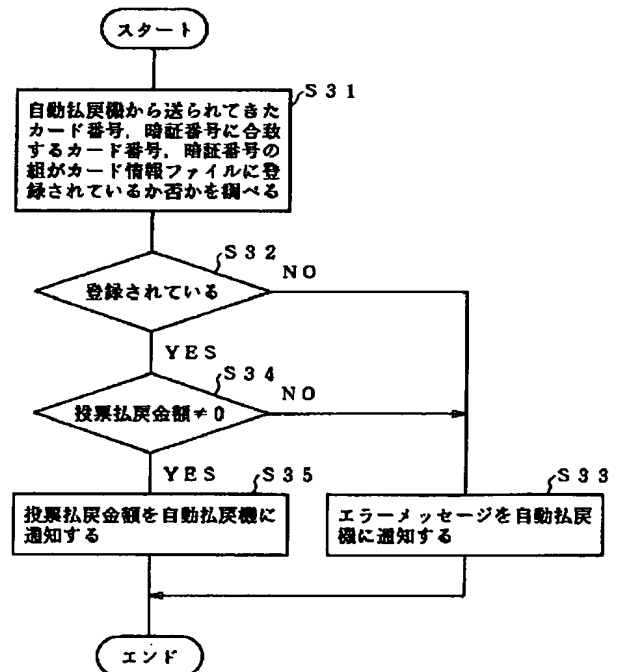 スタート
S31
自動払戻機から送られてきた
カード番号,暗証番号に合致
するカード番号,暗証番号の
組がカード情報ファイルに登
録されているか否かを調べる
S32
登録されている
NO
YES
S34
投票払戻金額≠0
NO
YES
S35
投票払戻金額を自動払戻機に
通知する
S33
エラーメッセージを自動払戻
機に通知する
エンド